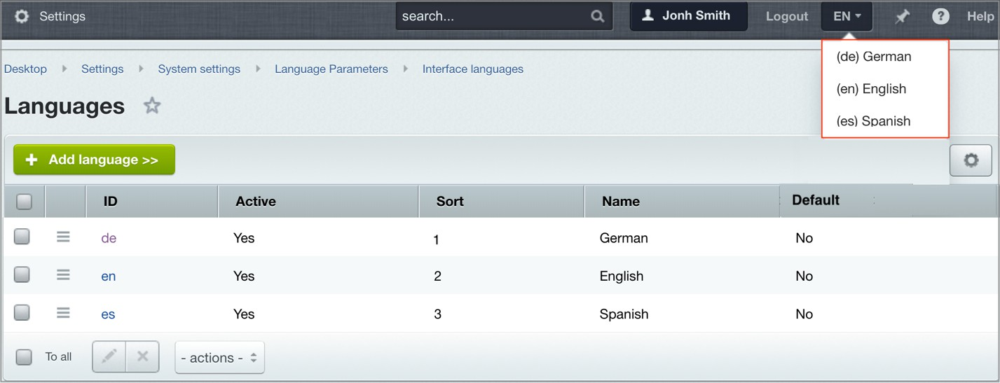 Settings search... Jonh Smith Logout EN ? Help
(de) German
(en) English
(es) Spanish
Desktop Settings System settings Language Parameters Interface languages
Languages
+ Add language >>
ID Active Sort Name Default
de Yes 1 German No
en Yes 2 English No
es Yes 3 Spanish No
To all - actions -